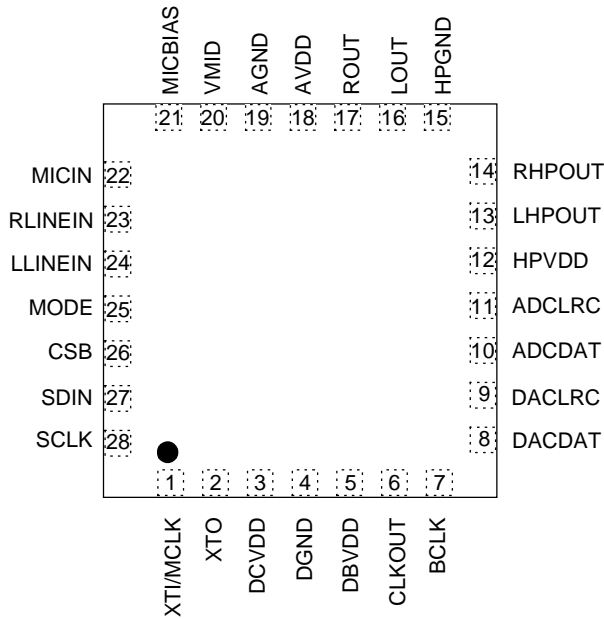 MICBIAS VMID AGND AVDD ROUT LOUT HPGND
21 20 19 18 17 16 15
MICIN 22 14 RHPOUT
RLINEIN 23 13 LHPOUT
LLINEIN 24 12 HPVDD
MODE 25 11 ADCLRC
CSB 26 10 ADCDAT
SDIN 27 9 DACLRC
SCLK 28 8 DACDAT
1 2 3 4 5 6 7
XTI/MCLK XTO DCVDD DGND DBVDD CLKOUT BCLK